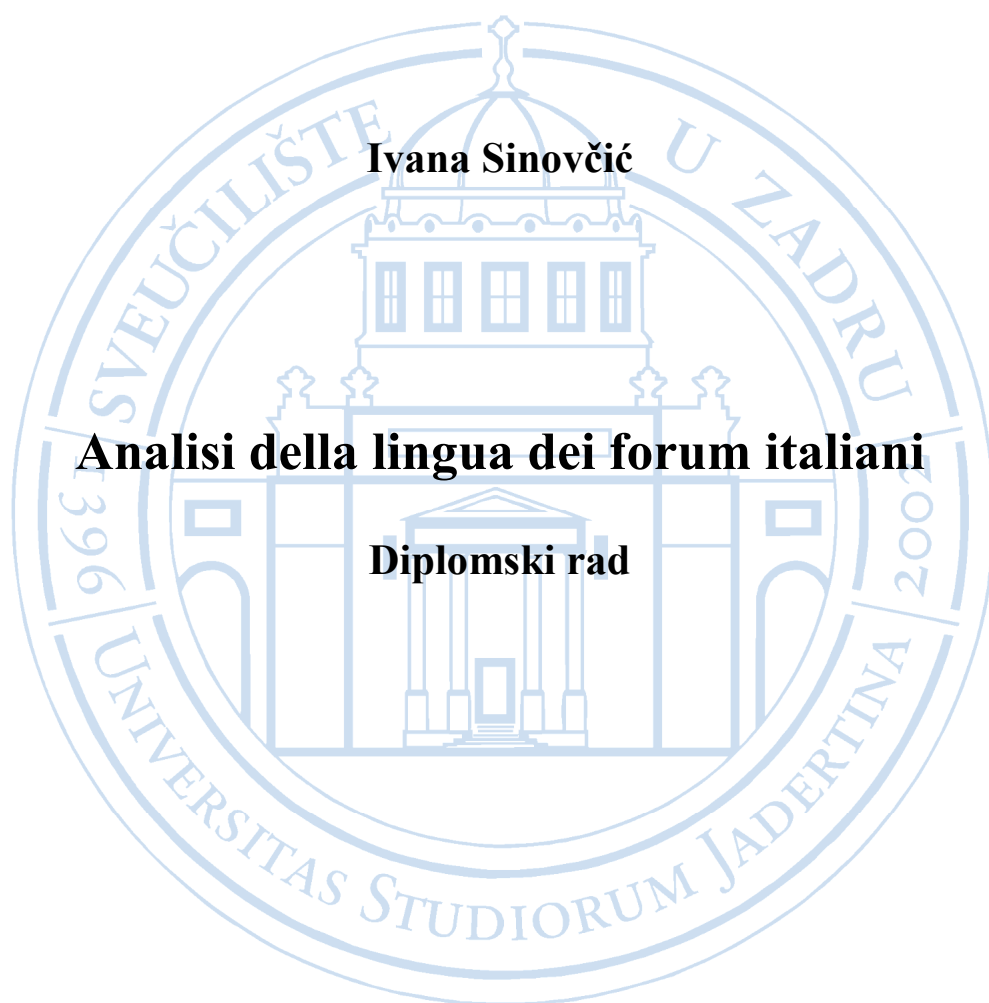 Ivana Sinovčić
Analisi della lingua dei forum italiani
Diplomski rad
SVEUČILIŠTE U ZADRU
1396
2002
UNIVERSITAS STUDIORUM JADERTINA